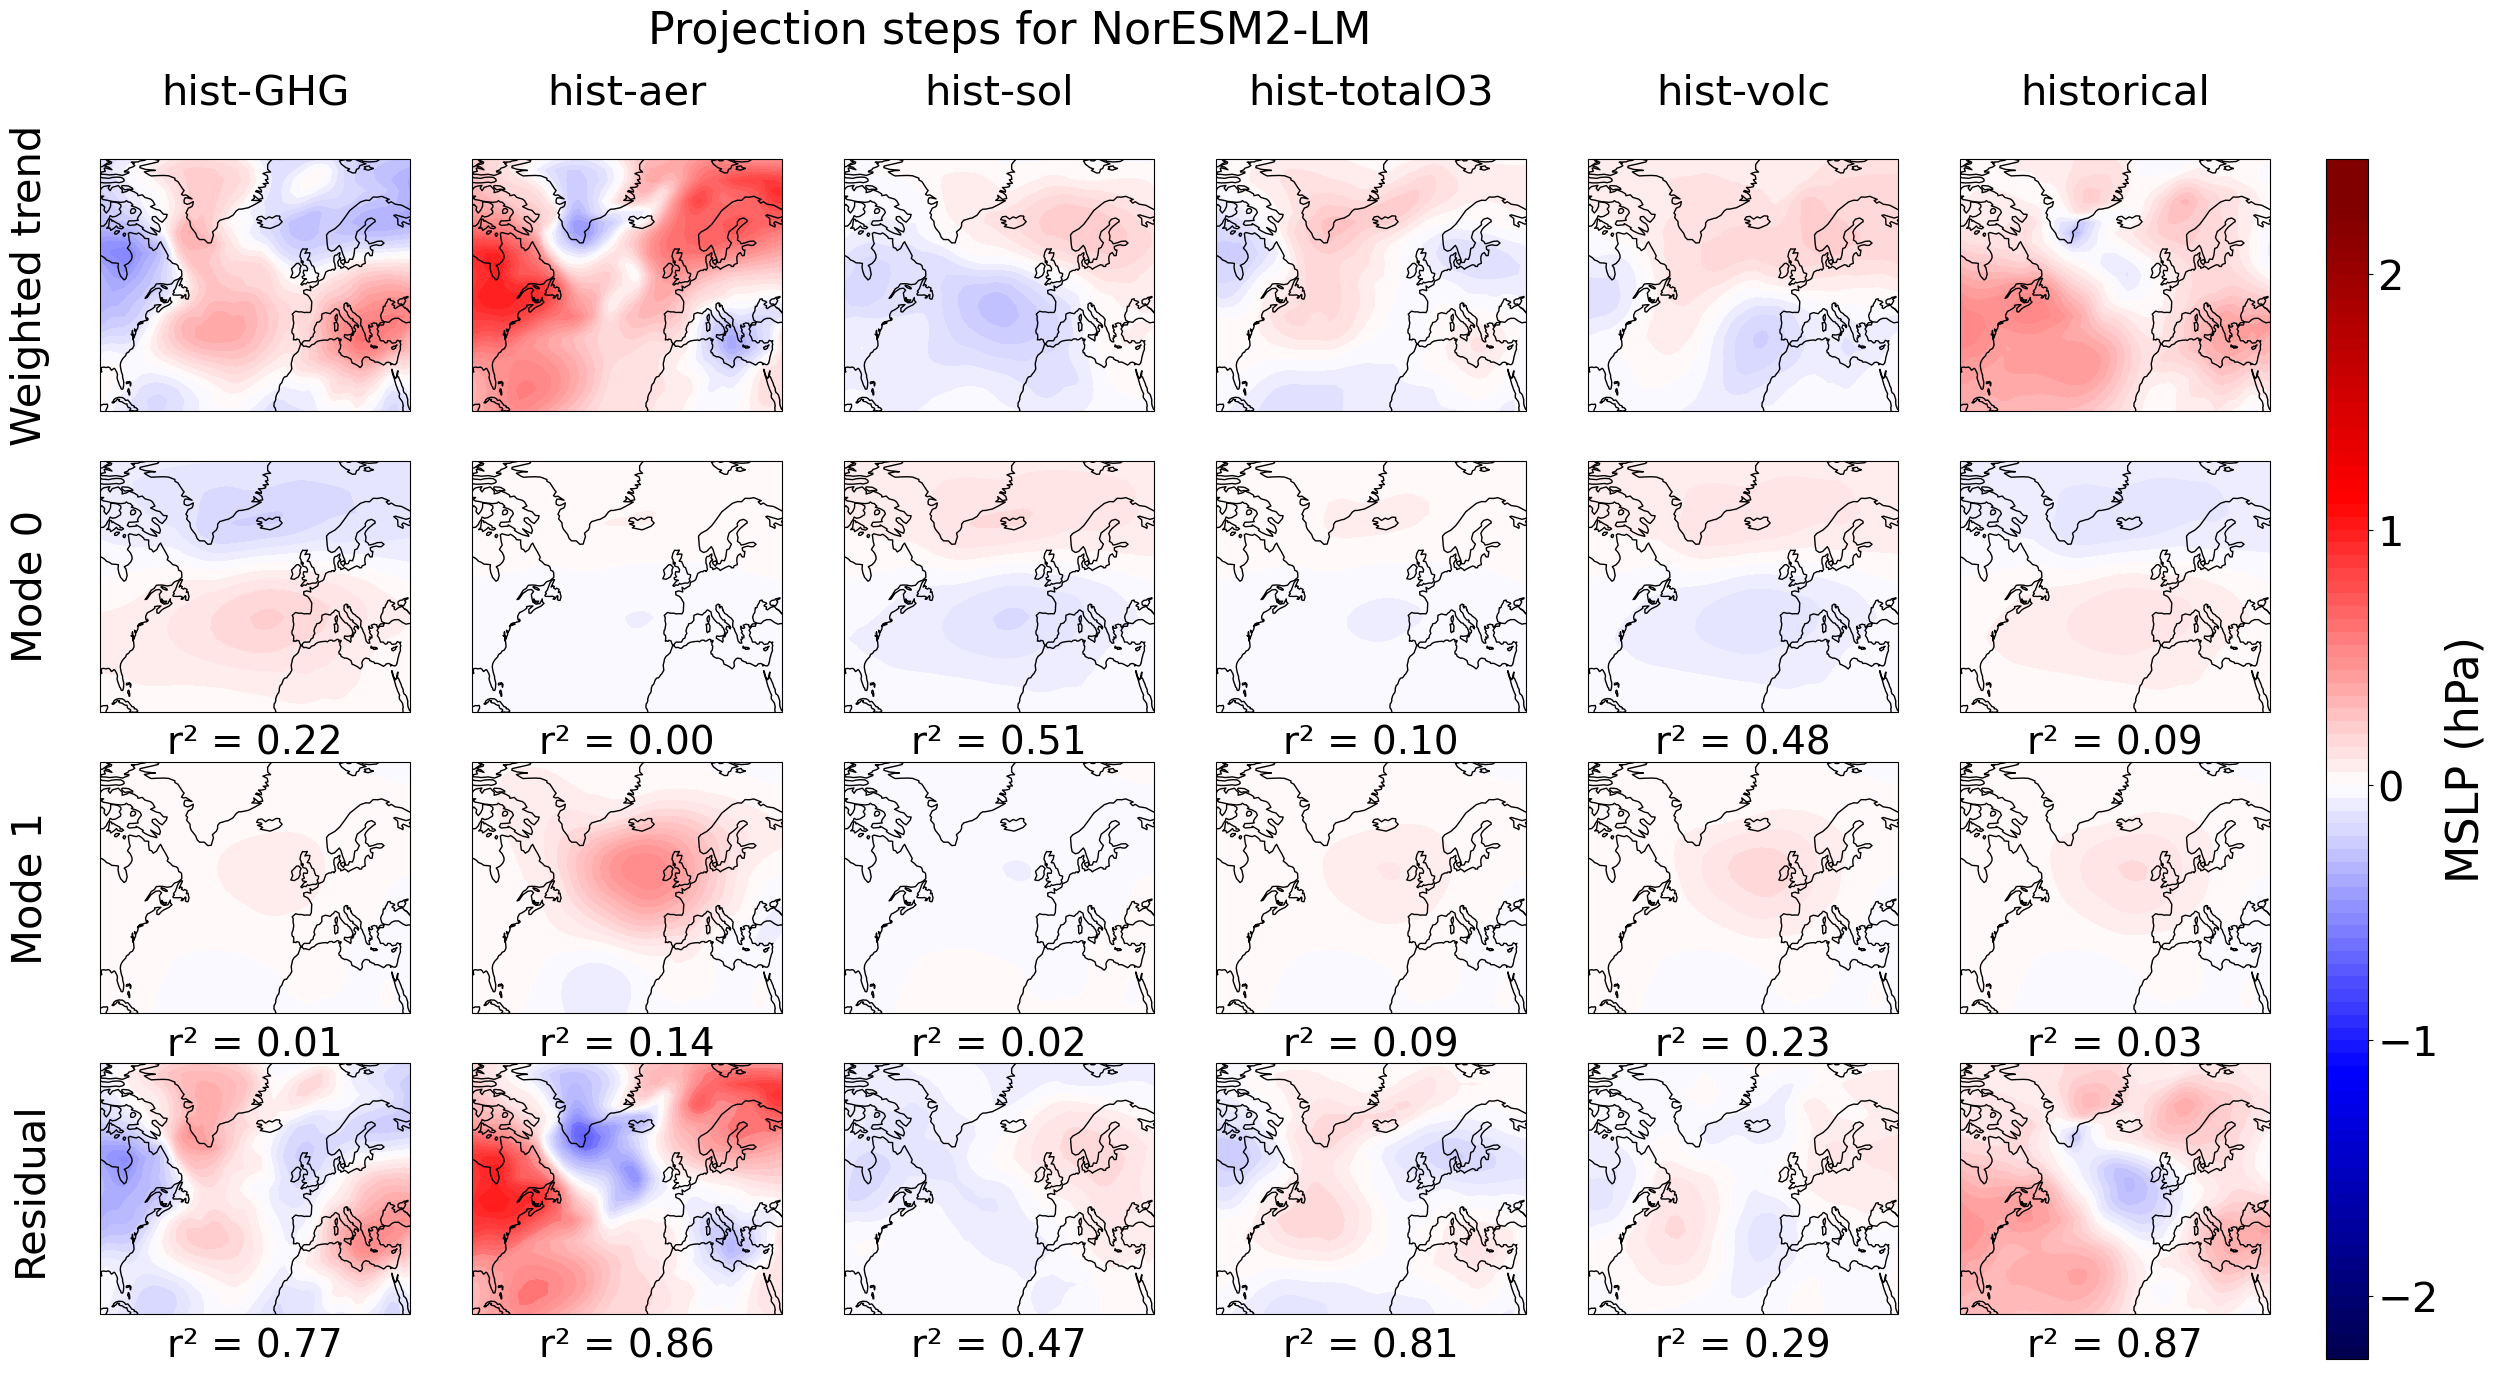 Projection steps for NorESM2-LM
hist-GHG
hist-aer
hist-sol
hist-totalO3
hist-volc
historical
Weighted trend
Mode 0
r² = 0.22
r² = 0.00
r² = 0.51
r² = 0.10
r² = 0.48
r² = 0.09
Mode 1
r² = 0.01
r² = 0.14
r² = 0.02
r² = 0.09
r² = 0.23
r² = 0.03
Residual
r² = 0.77
r² = 0.86
r² = 0.47
r² = 0.81
r² = 0.29
r² = 0.87
2
1
0
−1
−2
MSLP (hPa)